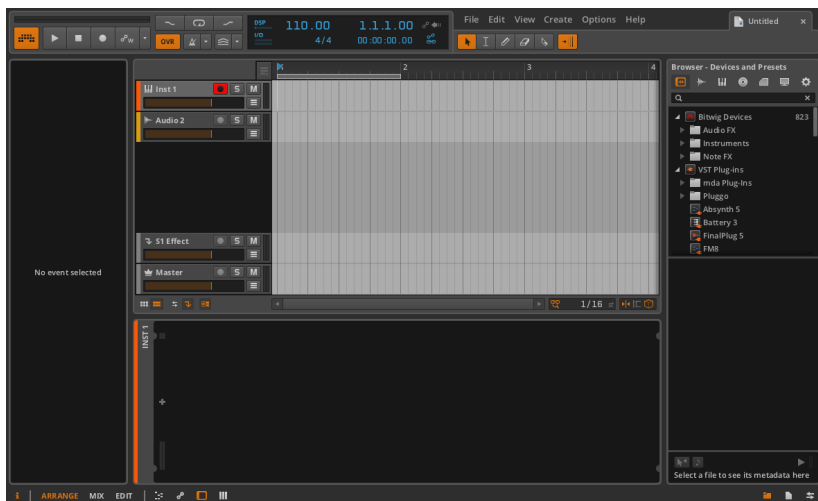 DSP
I/O
110.00
4/4
1.1.1.00
00:00:00.00
File Edit View Create Options Help
Untitled
W
OVR
Inst 1
S M
Audio 2
S M
S1 Effect
S M
Master
S M
2
3
4
No event selected
1/16
INST 1
Browser - Devices and Presets
Bitwig Devices 823
Audio FX
Instruments
Note FX
VST Plug-ins
mda Plug-Ins
Pluggo
Absynth 5
Battery 3
FinalPlug 5
FM8
Select a file to see its metadata here
i ARRANGE MIX EDIT